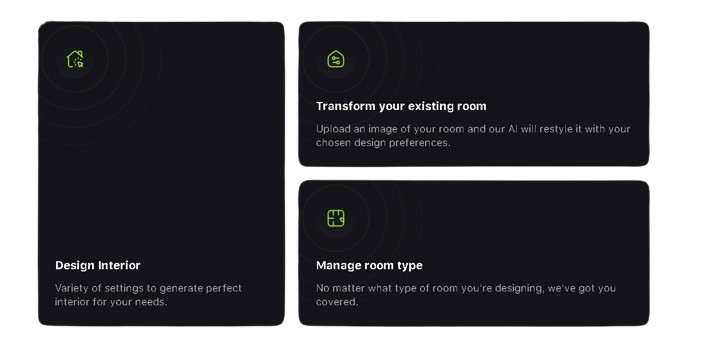 Design Interior
Variety of settings to generate perfect
interior for your needs.
Transform your existing room
Upload an image of your room and our AI will restyle it with your
chosen design preferences.
Manage room type
No matter what type of room you're designing, we've got you
covered.